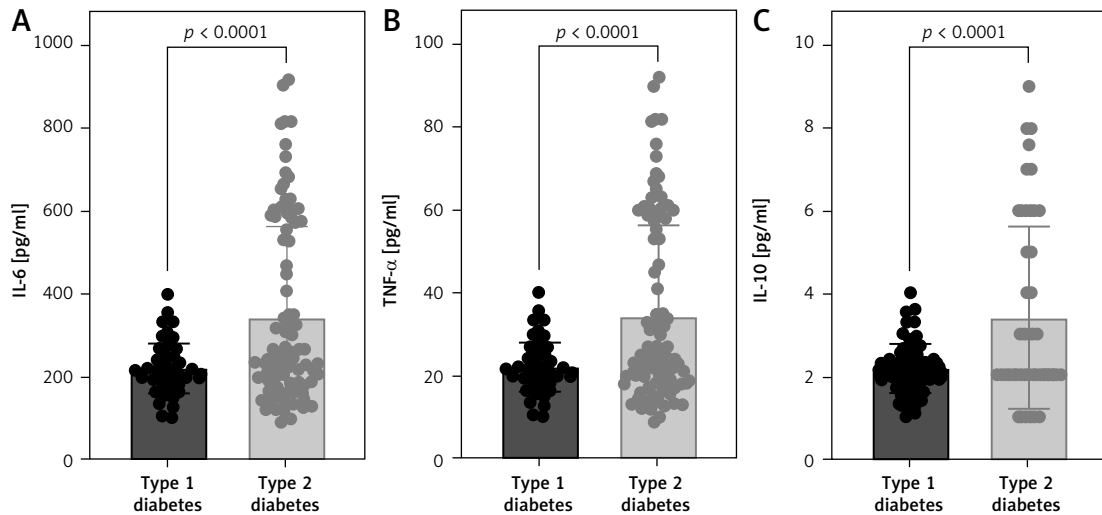 A
IL-6 [pg/ml]
1000
800
600
400
200
0
p < 0.0001
Type 1
diabetes
Type 2
diabetes
B
TNF-α [pg/ml]
100
80
60
40
20
0
p < 0.0001
Type 1
diabetes
Type 2
diabetes
C
IL-10 [pg/ml]
10
8
6
4
2
0
p < 0.0001
Type 1
diabetes
Type 2
diabetes